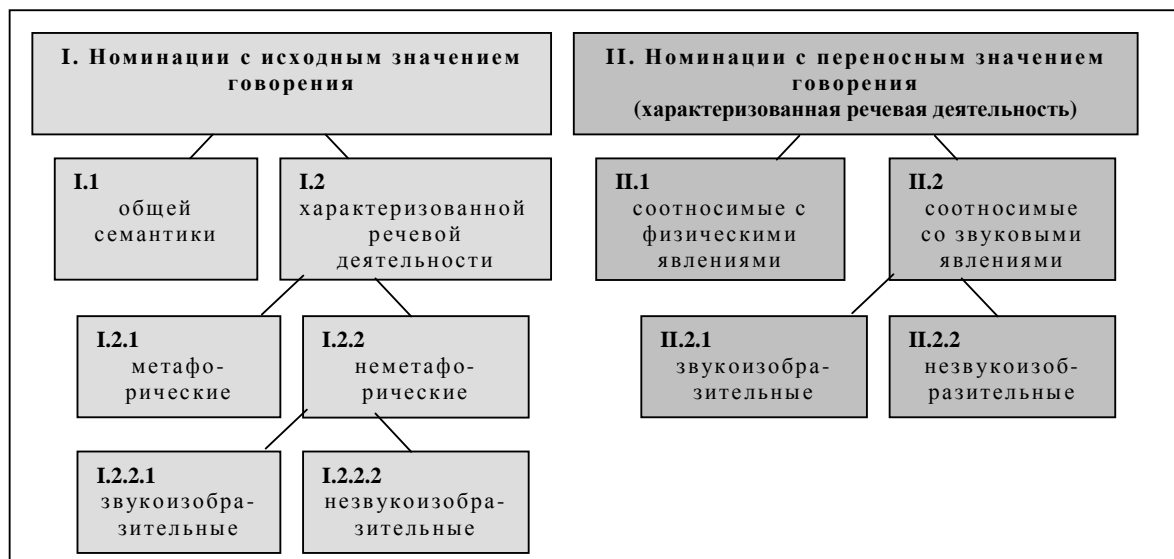 I. Номинации с исходным значением
говорения
II. Номинации с переносным значением
говорения
(характеризованная речевая деятельность)
I.1
общей
семантики
I.2
характеризованной
речевой
деятельности
II.1
соотносимые с
физическими
явлениями
II.2
соотносимые
со звуковыми
явлениями
I.2.1
метафо-
рические
I.2.2
неметафо-
рические
II.2.1
звукоизобра-
зительные
II.2.2
незвукоизоб-
разительные
I.2.2.1
звукоизобра-
зительные
I.2.2.2
незвукоизобра-
зительные